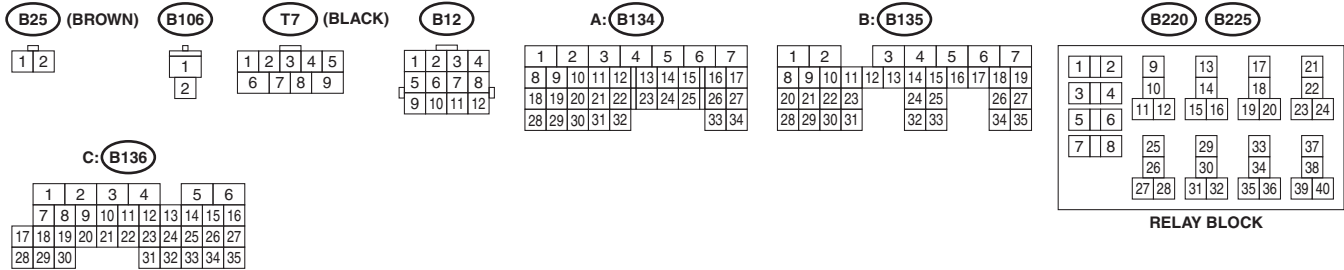 B25 (BROWN) B106 T7 (BLACK) B12 A: B134 B: B135 B220 B225
1 2
1
2
1 2 3 4 5
6 7 8 9
1 2 3 4
5 6 7 8
9 10 11 12
1 2 3 4 5 6 7
8 9 10 11 12 13 14 15 16 17
18 19 20 21 22 23 24 25 26 27
28 29 30 31 32 33 34
1 2 3 4 5 6 7
8 9 10 11 12 13 14 15 16 17 18 19
20 21 22 23 24 25 26 27
28 29 30 31 32 33 34 35
1 2 9 13 17 21
3 4 10 14 18 22
11 12 15 16 19 20 23 24
5 6
7 8 25 29 33 37
26 30 34 38
27 28 31 32 35 36 39 40
RELAY BLOCK
C: B136
1 2 3 4 5 6
7 8 9 10 11 12 13 14 15 16
17 18 19 20 21 22 23 24 25 26 27
28 29 30 31 32 33 34 35